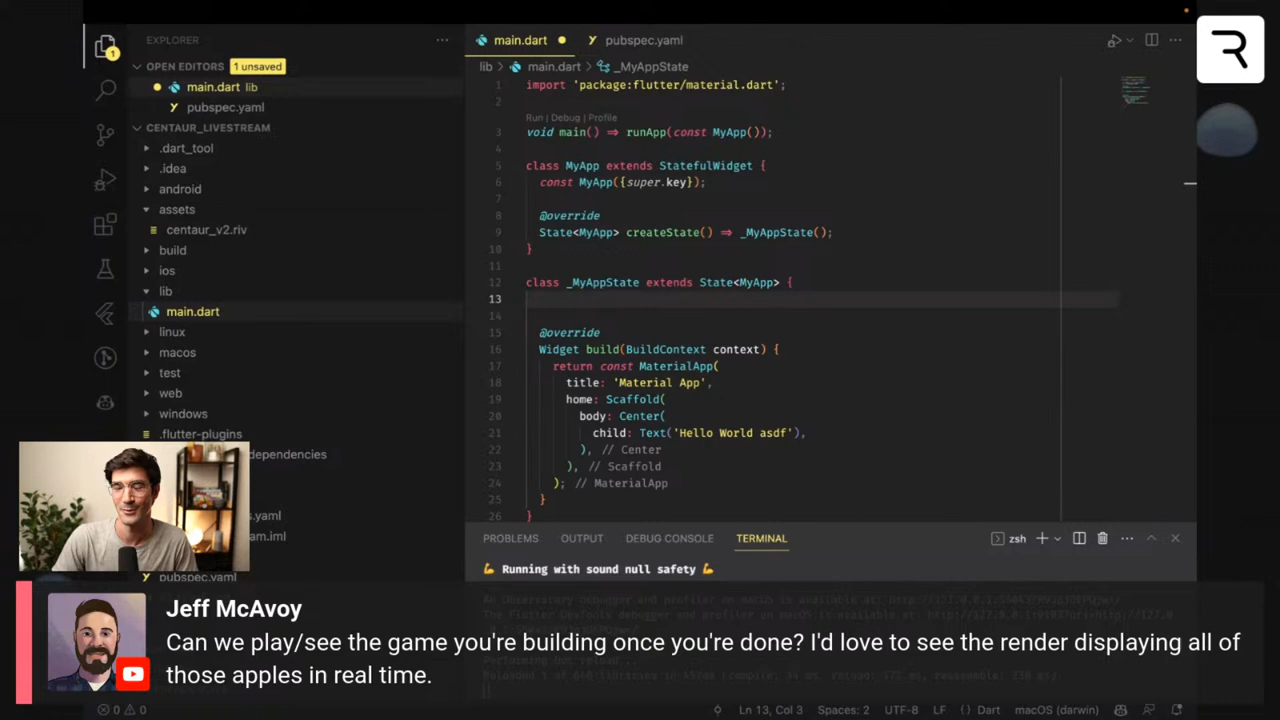 EXPLORER
OPEN EDITORS 1 unsaved
main.dart lib
pubspec.yaml
CENTAUR_LIVESTREAM
.dart_tool
.idea
android
assets
centaur_v2.riv
build
ios
lib
main.dart
linux
macos
test
web
windows
.flutter-plugins
dependencies
s.yaml
am.iml
pubspec.yaml
1
main.dart
pubspec.yaml
lib > main.dart > _MyAppState
1 import 'package:flutter/material.dart';
2
Run | Debug | Profile
3 void main() => runApp(const MyApp());
4
5 class MyApp extends StatefulWidget {
6 const MyApp({super.key});
7
8 @override
9 State<MyApp> createState() => _MyAppState();
10 }
11
12 class _MyAppState extends State<MyApp> {
13
14
15 @override
16 Widget build(BuildContext context) {
17 return const MaterialApp(
18 title: 'Material App',
19 home: Scaffold(
20 body: Center(
21 child: Text('Hello World asdf'),
22 ), // Center
23 ), // Scaffold
24 ); // MaterialApp
25 }
26 }
PROBLEMS OUTPUT DEBUG CONSOLE TERMINAL
zsh
💪 Running with sound null safety 💪
Performing hot reload...
Jeff McAvoy
Can we play/see the game you're building once you're done? I'd love to see the render displaying all of
those apples in real time.
0 0
Ln 13, Col 3 Spaces: 2 UTF-8 LF {} Dart macOS (darwin)
R